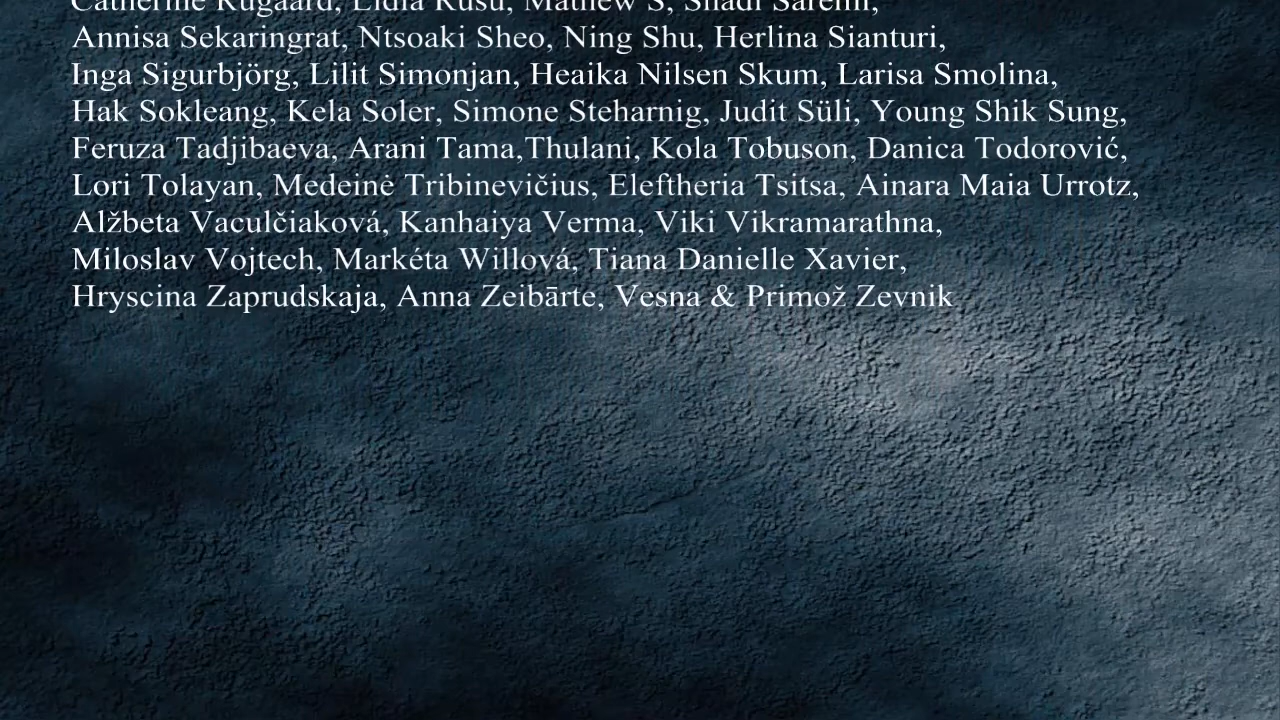 Catherine Rugaard, Lidia Rusu, Mathew S, Shadi Sarehli,
Annisa Sekaringrat, Ntsoaki Sheo, Ning Shu, Herlina Sianturi,
Inga Sigurbjörg, Lilit Simonjan, Heaika Nilsen Skum, Larisa Smolina,
Hak Sokleang, Kela Soler, Simone Steharnig, Judit Süli, Young Shik Sung,
Feruza Tadjibaeva, Arani Tama,Thulani, Kola Tobuson, Danica Todorović,
Lori Tolayan, Medeinė Tribinevičius, Eleftheria Tsitsa, Ainara Maia Urrotz,
Alžbeta Vaculčiaková, Kanhaiya Verma, Viki Vikramarathna,
Miloslav Vojtech, Markéta Willová, Tiana Danielle Xavier,
Hryscina Zaprudskaja, Anna Zeibārte, Vesna & Primož Zevnik